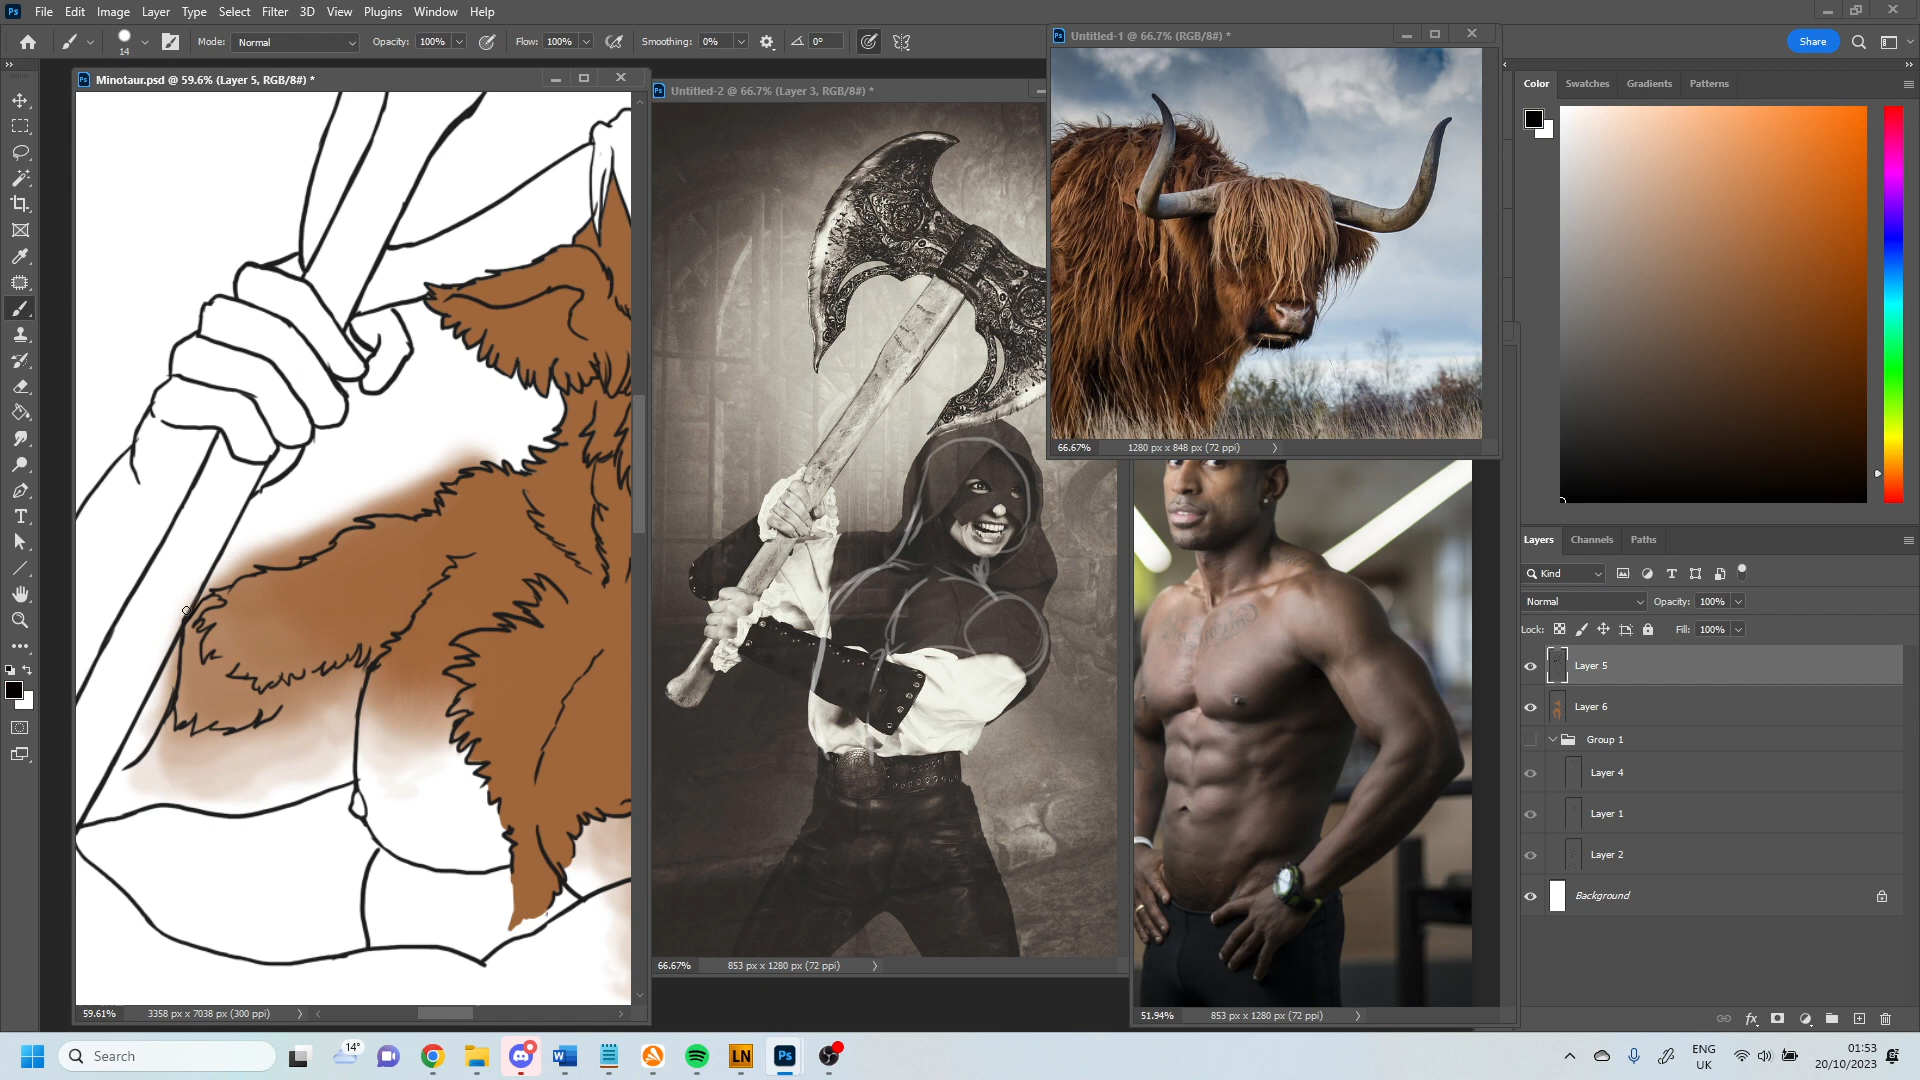 Ps File Edit Image Layer Type Select Filter 3D View Plugins Window Help
14 Mode: Normal Opacity: 100% Flow: 100% Smoothing: 0% 0° Share
Minotaur.psd @ 59.6% (Layer 5, RGB/8#) *
Untitled-2 @ 66.7% (Layer 3, RGB/8#) *
Untitled-1 @ 66.7% (RGB/8#) *
Color Swatches Gradients Patterns
66.67% 1280 px x 848 px (72 ppi)
Layers Channels Paths
Kind
Normal Opacity: 100%
Lock: Fill: 100%
Layer 5
Layer 6
Group 1
Layer 4
Layer 1
Layer 2
Background
66.67% 853 px x 1280 px (72 ppi)
59.61% 3358 px x 7038 px (300 ppi)
51.94% 853 px x 1280 px (72 ppi)
Search 14° W LN Ps ENG UK 01:53 20/10/2023